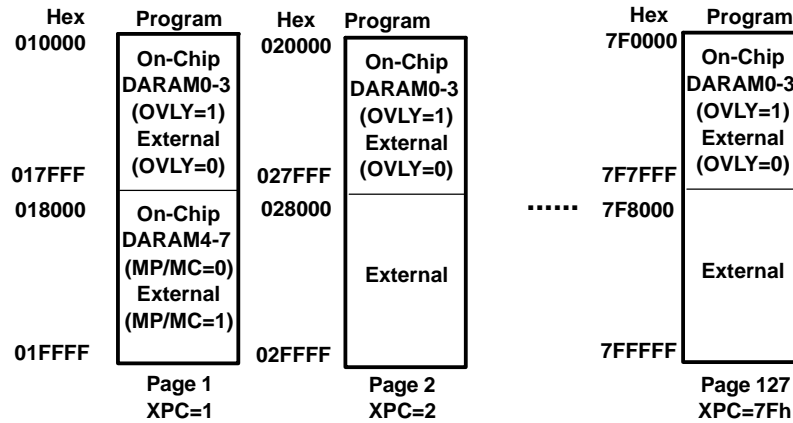 Hex Program
010000
On-Chip
DARAM0-3
(OVLY=1)
External
(OVLY=0)
017FFF
018000
On-Chip
DARAM4-7
(MP/MC=0)
External
(MP/MC=1)
01FFFF
Page 1
XPC=1
Hex Program
020000
On-Chip
DARAM0-3
(OVLY=1)
External
(OVLY=0)
027FFF
028000
External
02FFFF
Page 2
XPC=2
......
Hex Program
7F0000
On-Chip
DARAM0-3
(OVLY=1)
External
(OVLY=0)
7F7FFF
7F8000
External
7FFFFF
Page 127
XPC=7Fh